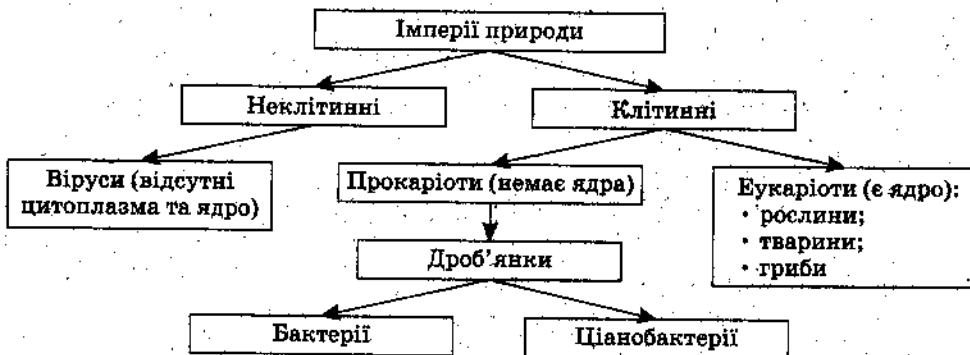 Імперії природи
Неклітинні
Клітинні
Віруси (відсутні
цитоплазма та ядро)
Прокаріоти (немає ядра)
Еукаріоти (є ядро):
• рослини;
• тварини;
• гриби
Дроб’янки
Бактерії
Ціанобактерії